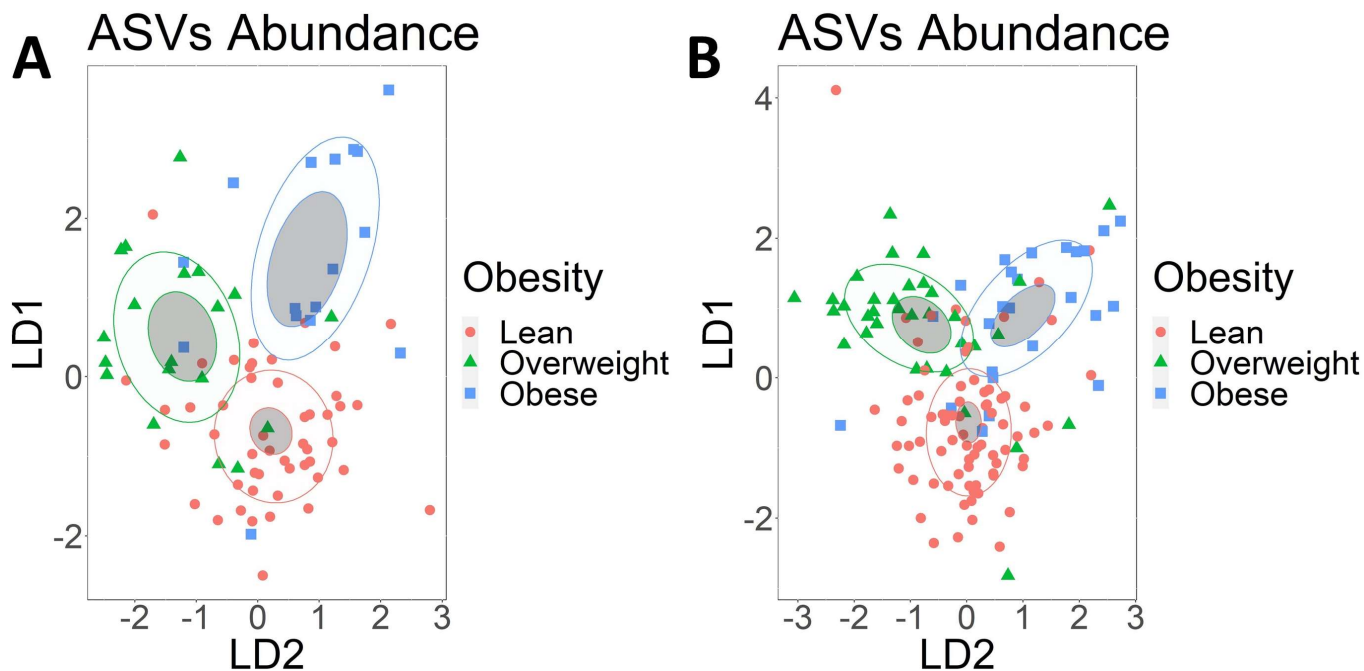 A
ASVs Abundance
LD1
2
0
-2
-2
-1
0
1
2
3
LD2
Obesity
Lean
Overweight
Obese
B
ASVs Abundance
LD1
4
2
0
-2
-3
-2
-1
0
1
2
3
LD2
Obesity
Lean
Overweight
Obese